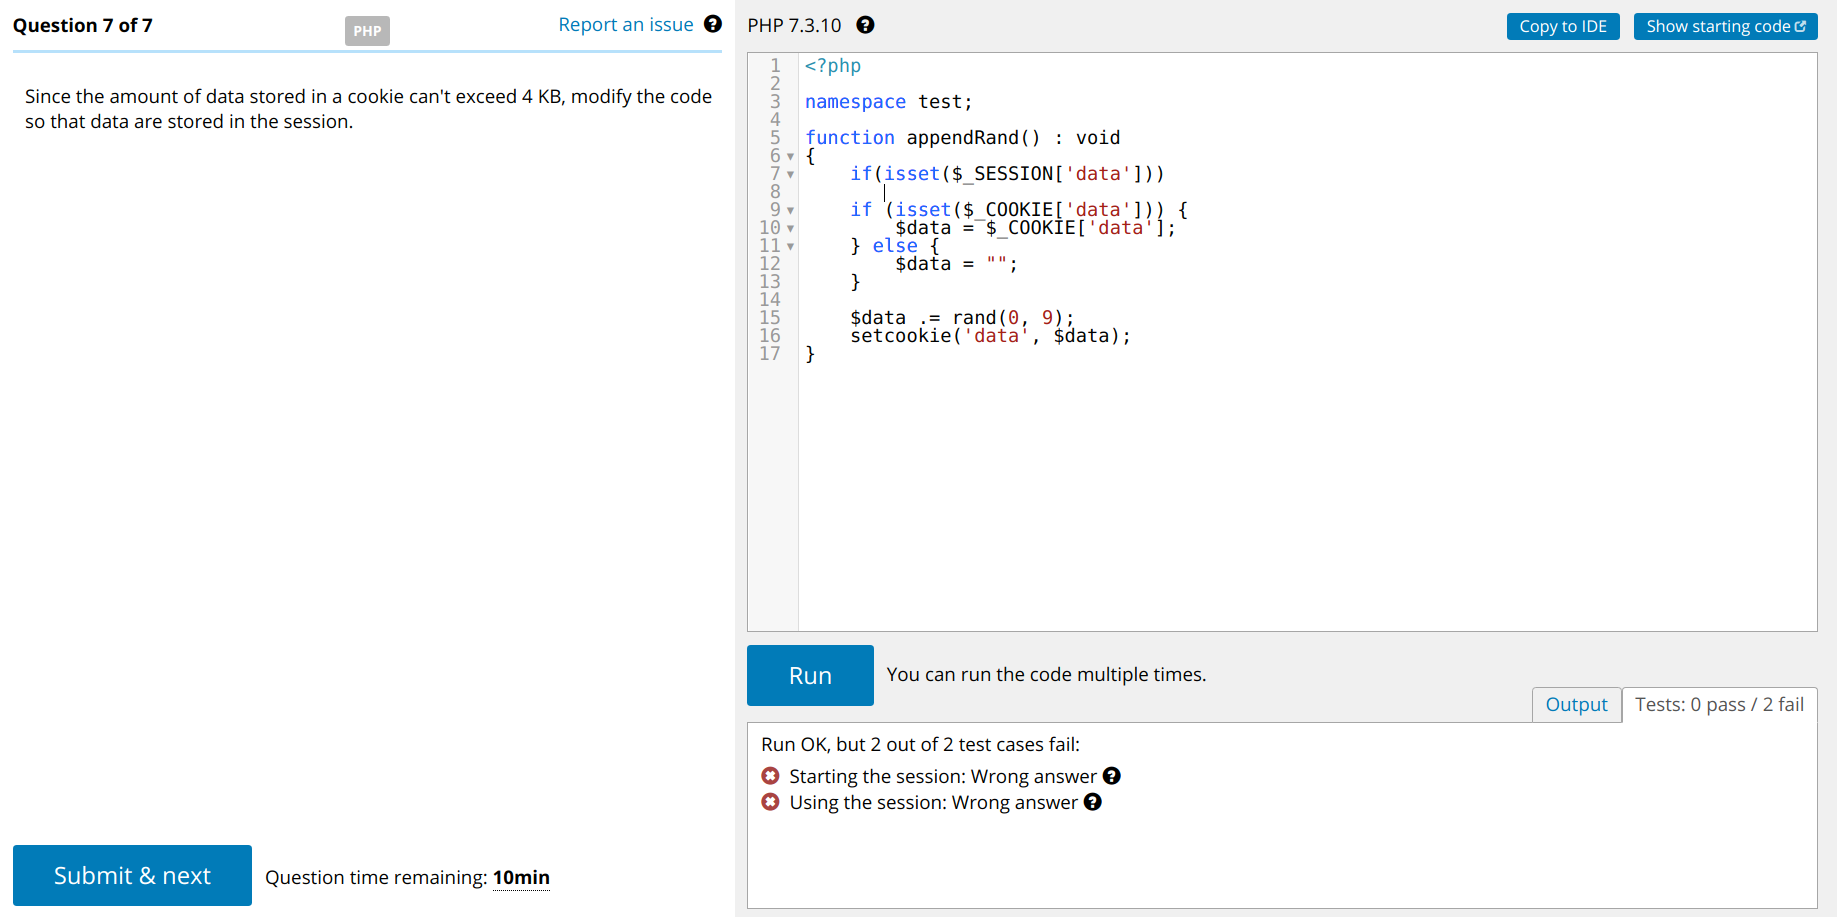 Question 7 of 7
PHP
Report an issue ?
Since the amount of data stored in a cookie can't exceed 4 KB, modify the code
so that data are stored in the session.
Submit & next
Question time remaining: 10min
PHP 7.3.10 ?
Copy to IDE
Show starting code
1 <?php
2
3 namespace test;
4
5 function appendRand() : void
6 {
7     if(isset($_SESSION['data']))
8
9     if (isset($_COOKIE['data'])) {
10         $data = $_COOKIE['data'];
11     } else {
12         $data = "";
13     }
14
15     $data .= rand(0, 9);
16     setcookie('data', $data);
17 }
Run
You can run the code multiple times.
Output
Tests: 0 pass / 2 fail
Run OK, but 2 out of 2 test cases fail:
Starting the session: Wrong answer ?
Using the session: Wrong answer ?